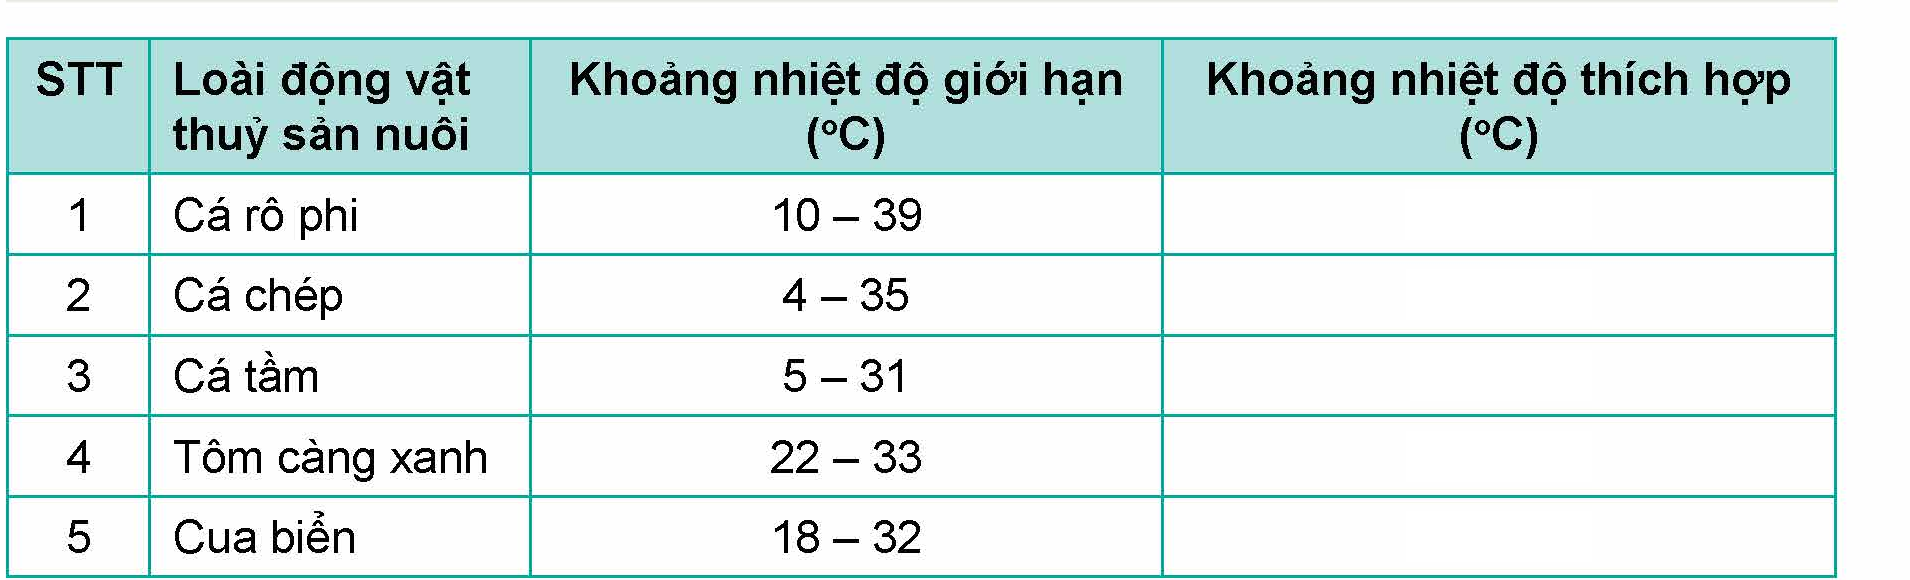 STT
Loài động vật
thuỷ sản nuôi
Khoảng nhiệt độ giới hạn
(ºC)
Khoảng nhiệt độ thích hợp
(ºC)
1
Cá rô phi
10 – 39
2
Cá chép
4 – 35
3
Cá tầm
5 – 31
4
Tôm càng xanh
22 – 33
5
Cua biển
18 – 32